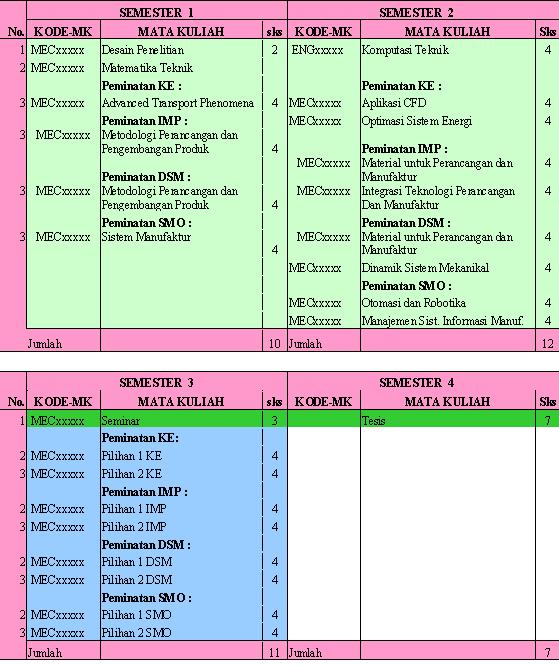 SEMESTER 1 SEMESTER 2
No. KODE-MK MATA KULIAH sks KODE-MK MATA KULIAH Sks
1 MECxxxxx Desain Penelitian 2 ENGxxxxx Komputasi Teknik 4
2 MECxxxxx Matematika Teknik
Peminatan KE : Peminatan KE :
3 MECxxxxx Advanced Transport Phenomena 4 MECxxxxx Aplikasi CFD 4
Peminatan IMP : MECxxxxx Optimasi Sistem Energi 4
3 MECxxxxx Metodologi Perancangan dan
Pengembangan Produk 4 Peminatan IMP :
MECxxxxx Material untuk Perancangan dan 4
Peminatan DSM : Manufaktur
3 MECxxxxx Metodologi Perancangan dan MECxxxxx Integrasi Teknologi Perancangan 4
Pengembangan Produk 4 Dan Manufaktur
Peminatan SMO : Peminatan DSM :
3 MECxxxxx Sistem Manufaktur MECxxxxx Material untuk Perancangan dan 4
4 Manufaktur
MECxxxxx Dinamik Sistem Mekanikal 4
Peminatan SMO :
MECxxxxx Otomasi dan Robotika 4
MECxxxxx Manajemen Sist. Informasi Manuf. 4
Jumlah 10 Jumlah 12
SEMESTER 3 SEMESTER 4
No. KODE-MK MATA KULIAH sks KODE-MK MATA KULIAH Sks
1 MECxxxxx Seminar 3 Tesis 7
Peminatan KE:
2 MECxxxxx Pilihan 1 KE 4
3 MECxxxxx Pilihan 2 KE 4
Peminatan IMP :
2 MECxxxxx Pilihan 1 IMP 4
3 MECxxxxx Pilihan 2 IMP 4
Peminatan DSM :
2 MECxxxxx Pilihan 1 DSM 4
3 MECxxxxx Pilihan 2 DSM 4
Peminatan SMO :
2 MECxxxxx Pilihan 1 SMO 4
3 MECxxxxx Pilihan 2 SMO 4
Jumlah 11 Jumlah 7